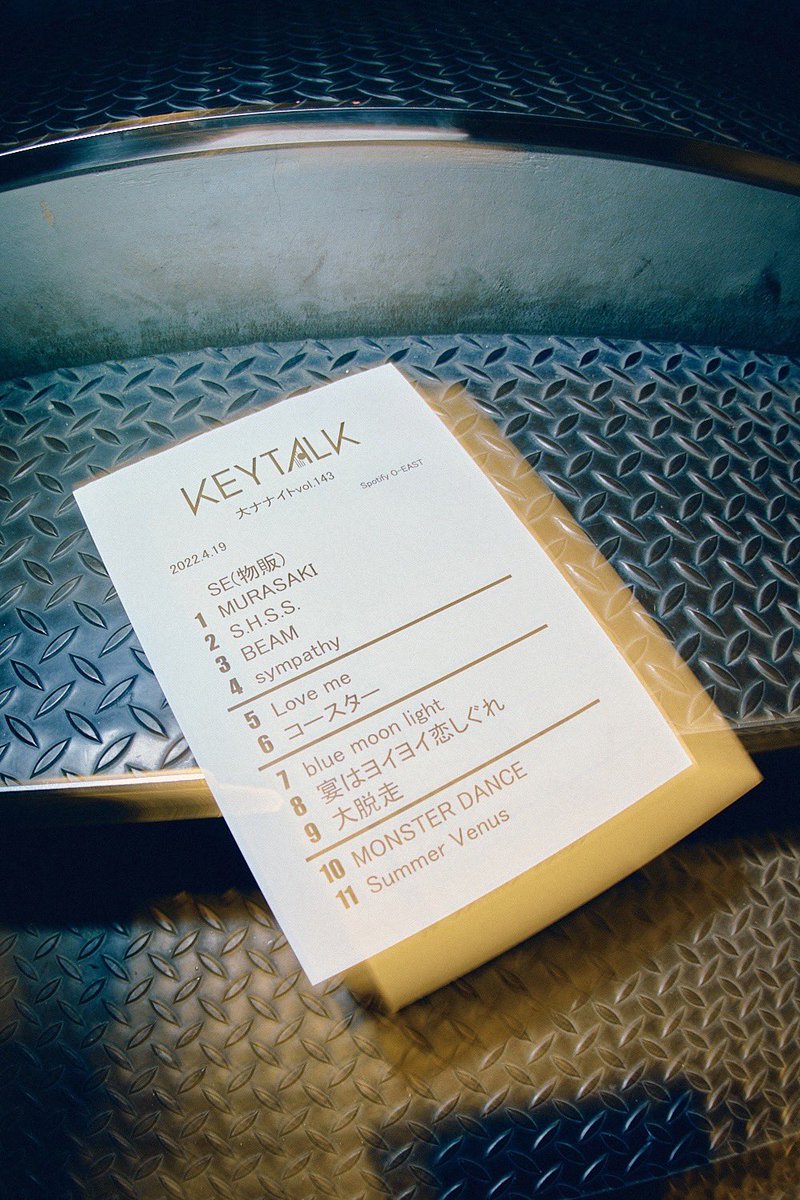 KEYTALK
大ナナイトvol.143
Spotify O-EAST
2022.4.19
SE(物販)
1 MURASAKI
2 S.H.S.S.
3 BEAM
4 sympathy
5 Love me
6 コースター
7 blue moon light
8 宴はヨイヨイ恋しぐれ
9 大脱走
10 MONSTER DANCE
11 Summer Venus